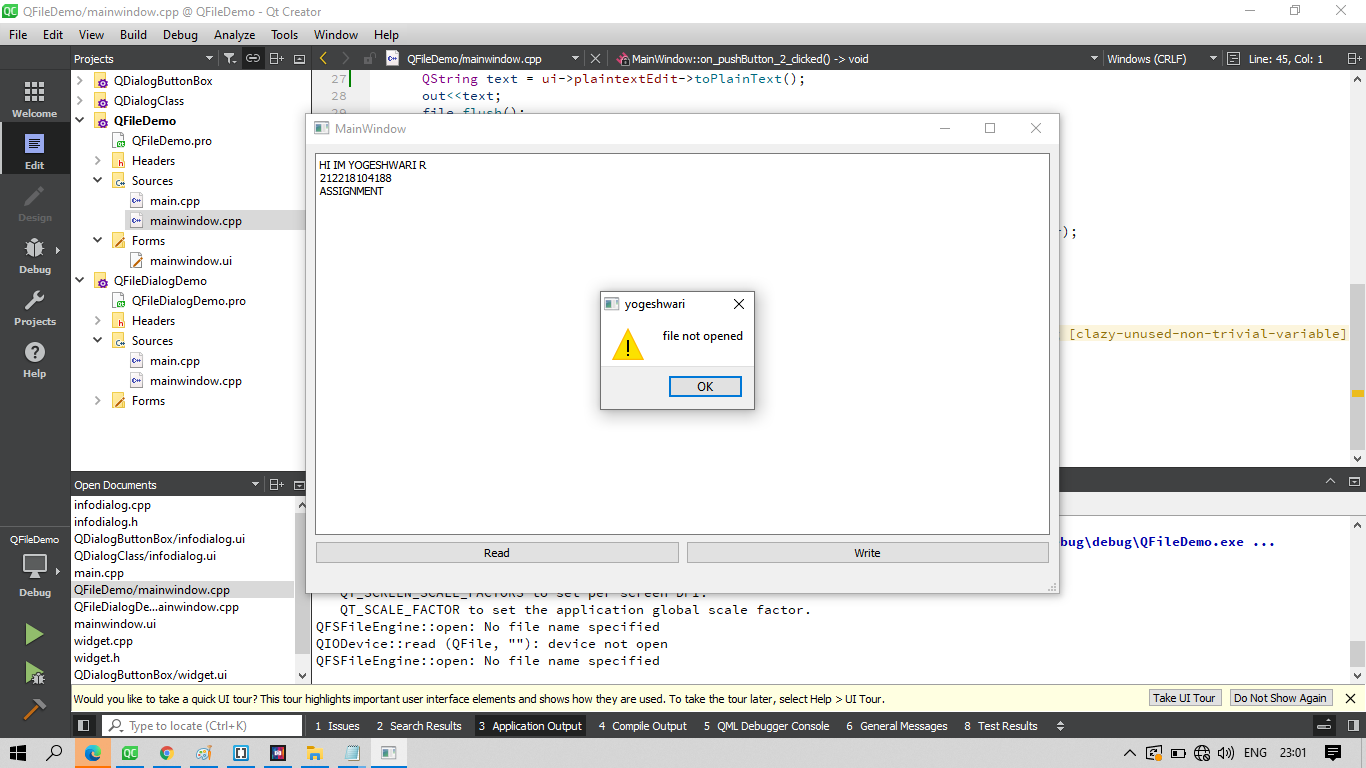 QFileDemo/mainwindow.cpp @ QFileDemo - Qt Creator
File Edit View Build Debug Analyze Tools Window Help
Projects
QFileDemo/mainwindow.cpp
MainWindow::on_pushButton_2_clicked() -> void
Windows (CRLF)
Line: 45, Col: 1
Welcome
Edit
Design
Debug
Projects
Help
QFileDemo
Debug
QDialogButtonBox
QDialogClass
QFileDemo
QFileDemo.pro
Headers
Sources
main.cpp
mainwindow.cpp
Forms
mainwindow.ui
QFileDialogDemo
QFileDialogDemo.pro
Headers
Sources
main.cpp
mainwindow.cpp
Forms
27 QString text = ui->plaintextEdit->toPlainText();
28 out<<text;
29 file.flush();
);
[clazy-unused-non-trivial-variable]
MainWindow
HI IM YOGESHWARI R
212218104188
ASSIGNMENT
yogeshwari
file not opened
OK
Read
Write
Open Documents
infodialog.cpp
infodialog.h
QDialogButtonBox/infodialog.ui
QDialogClass/infodialog.ui
main.cpp
QFileDemo/mainwindow.cpp
QFileDialogDe...ainwindow.cpp
mainwindow.ui
widget.cpp
widget.h
QDialogButtonBox/widget.ui
bug\debug\QFileDemo.exe ...
QT_SCREEN_SCALE_FACTORS to set per screen DPI.
QT_SCALE_FACTOR to set the application global scale factor.
QFSFileEngine::open: No file name specified
QIODevice::read (QFile, ""): device not open
QFSFileEngine::open: No file name specified
Would you like to take a quick UI tour? This tour highlights important user interface elements and shows how they are used. To take the tour later, select Help > UI Tour.
Take UI Tour
Do Not Show Again
Type to locate (Ctrl+K)
1 Issues 2 Search Results 3 Application Output 4 Compile Output 5 QML Debugger Console 6 General Messages 8 Test Results
ENG 23:01